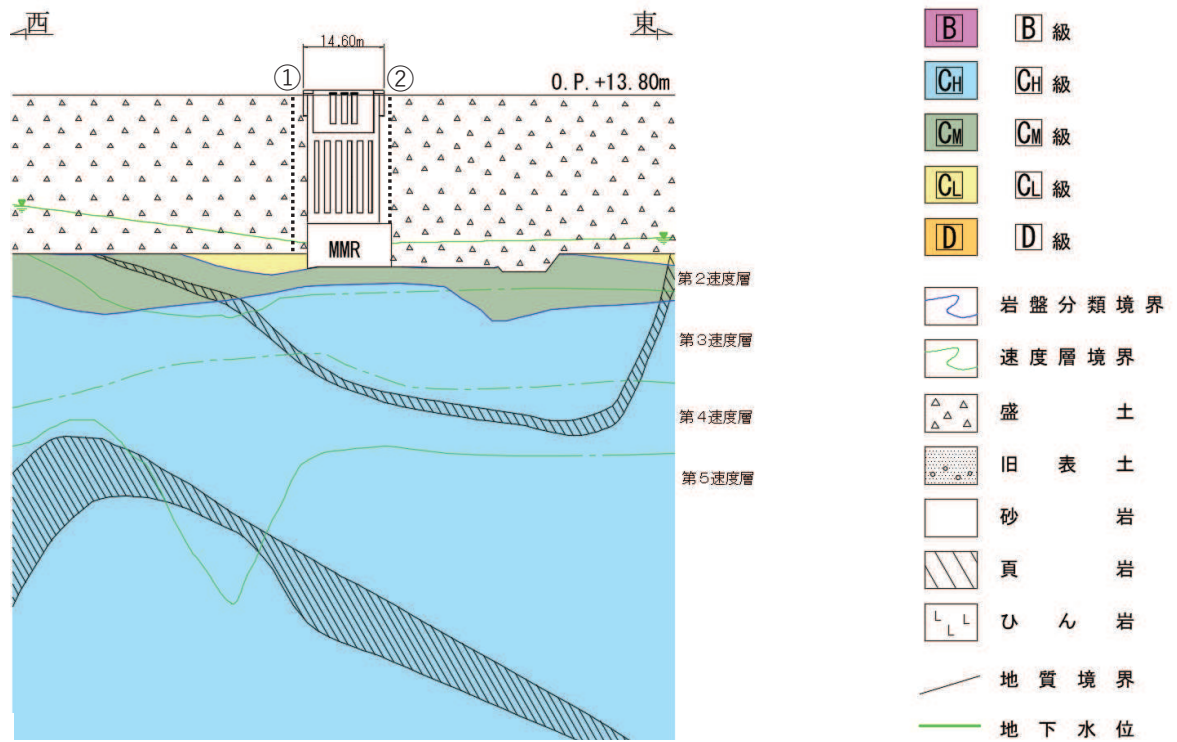 西
東
14.60m
① ②
O.P.+13.80m
MMR
第2速度層
第3速度層
第4速度層
第5速度層
B B 級
CH CH 級
CM CM 級
CL CL 級
D D 級
岩盤分類境界
速度層境界
盛土
旧表土
砂岩
頁岩
ひん岩
地質境界
地下水位